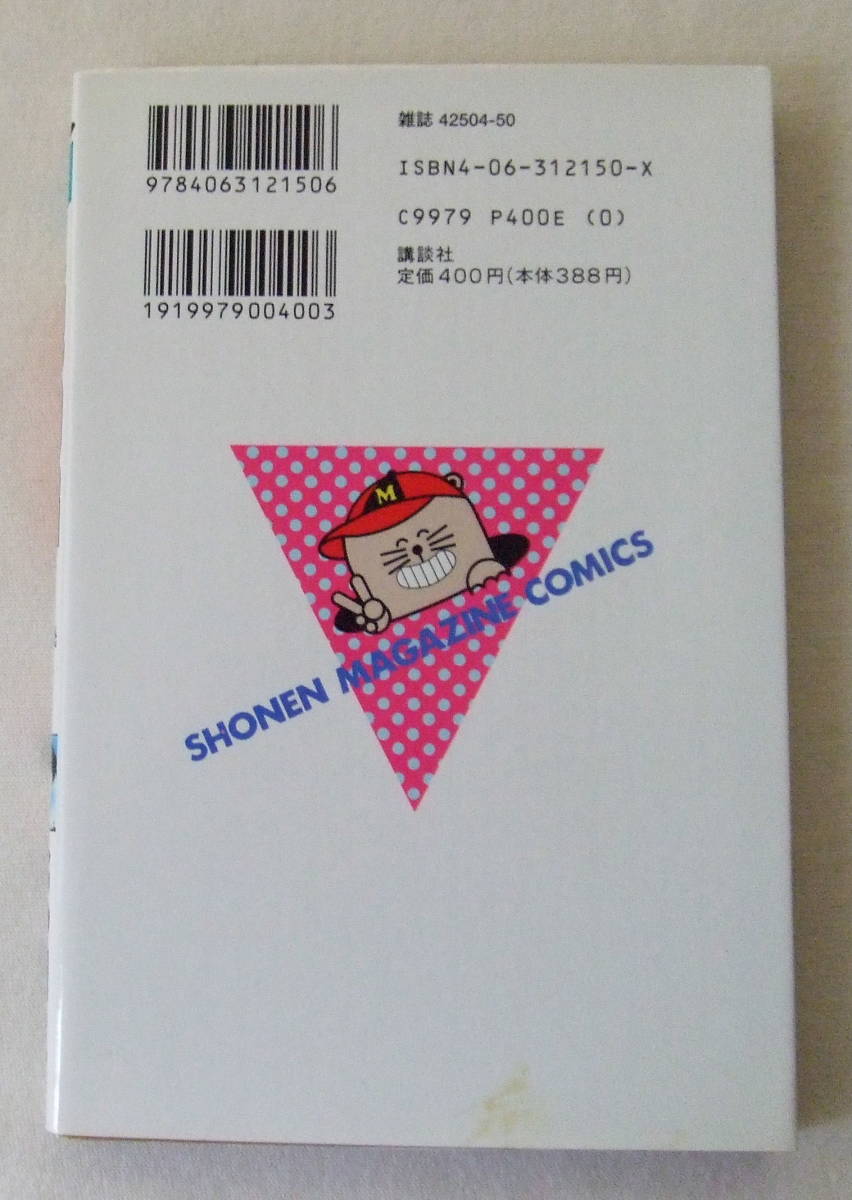 9784063121506
1919979004003
雑誌 42504-50
ISBN4-06-312150-X
C9979 P400E (0)
講談社
定価400円(本体388円)
M
SHONEN MAGAZINE COMICS